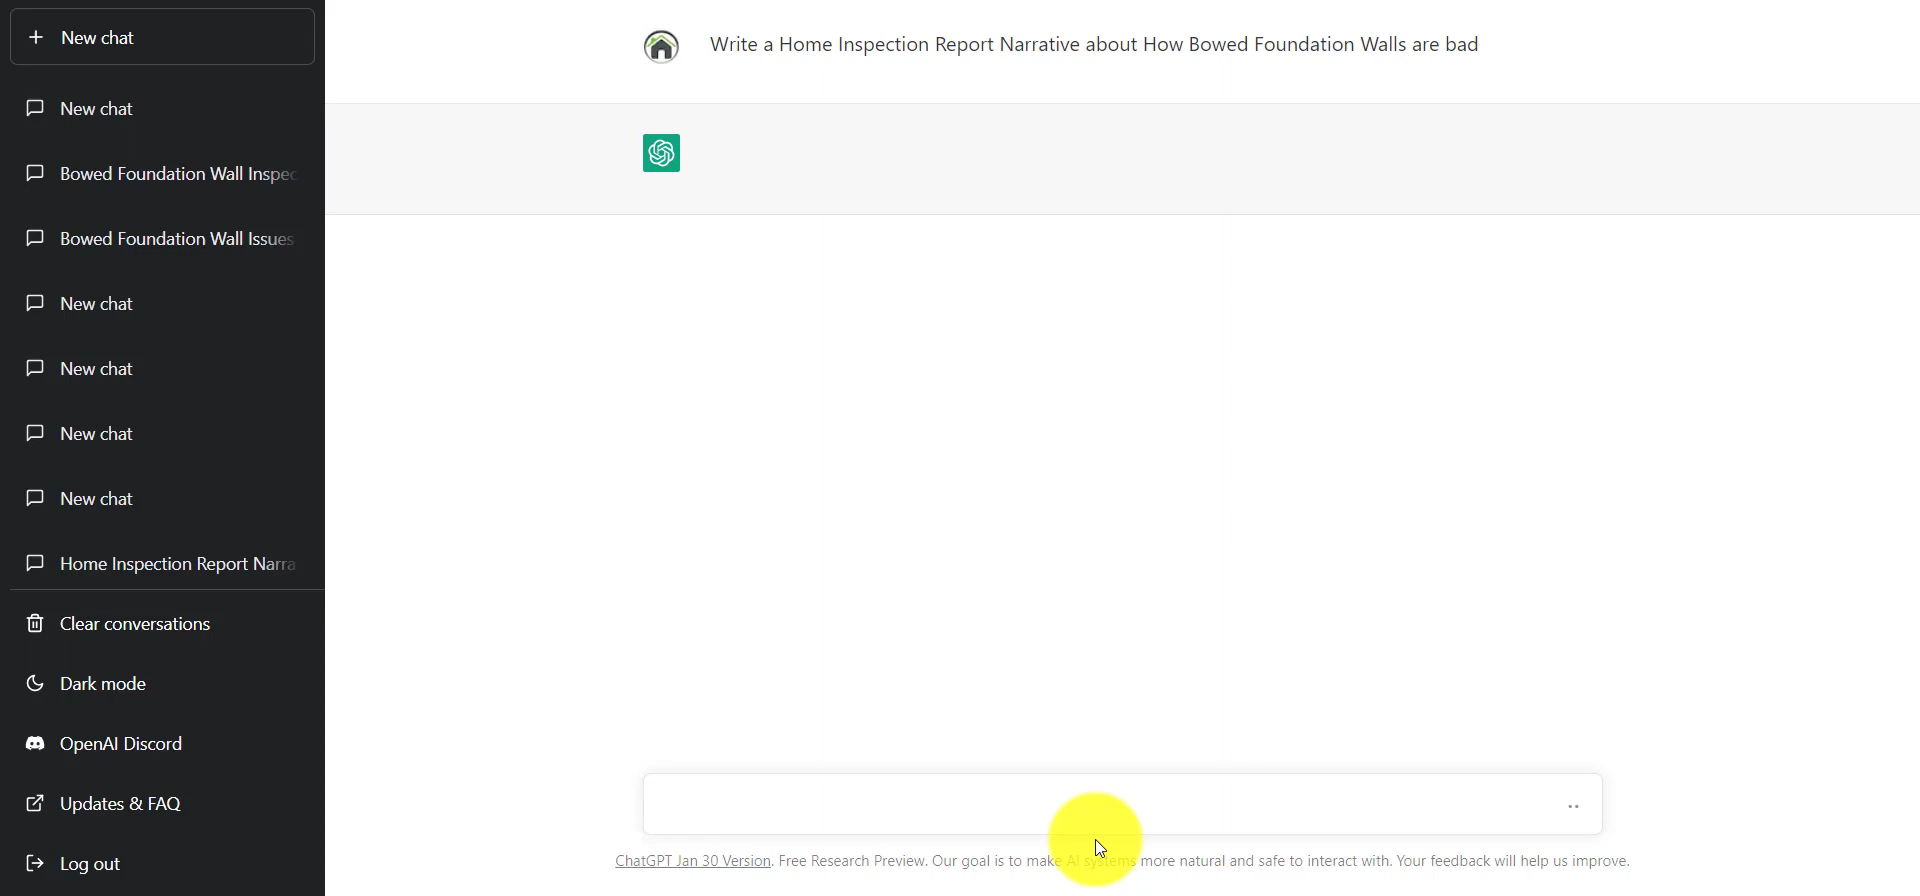 New chat
New chat
Bowed Foundation Wall Inspec
Bowed Foundation Wall Issues
New chat
New chat
New chat
New chat
Home Inspection Report Narra
Clear conversations
Dark mode
OpenAI Discord
Updates & FAQ
Log out
Write a Home Inspection Report Narrative about How Bowed Foundation Walls are bad
ChatGPT Jan 30 Version. Free Research Preview. Our goal is to make AI systems more natural and safe to interact with. Your feedback will help us improve.